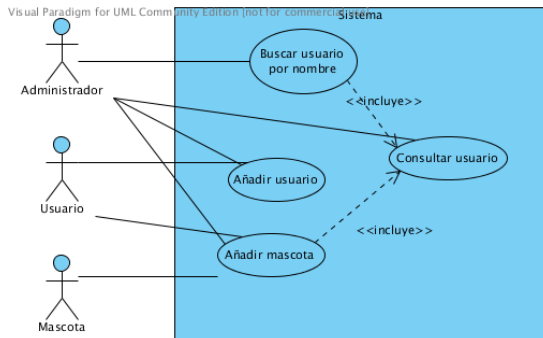 Visual Paradigm for UML Community Edition [not for commercial use]
Sistema
Buscar usuario
por nombre
Administrador
<<incluye>>
Consultar usuario
Añadir usuario
Usuario
<<incluye>>
Añadir mascota
Mascota